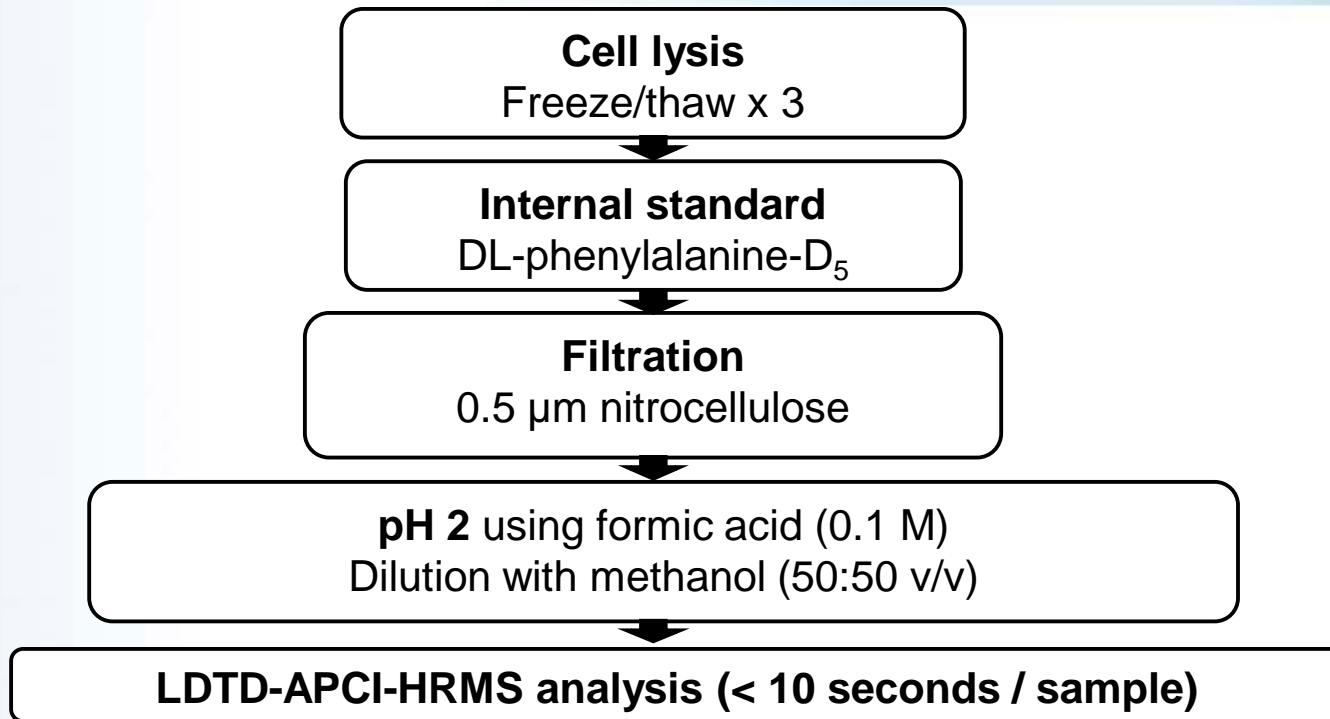 Cell lysis
Freeze/thaw x 3
Internal standard
DL-phenylalanine-D₅
Filtration
0.5 µm nitrocellulose
pH 2 using formic acid (0.1 M)
Dilution with methanol (50:50 v/v)
LDTD-APCI-HRMS analysis (< 10 seconds / sample)